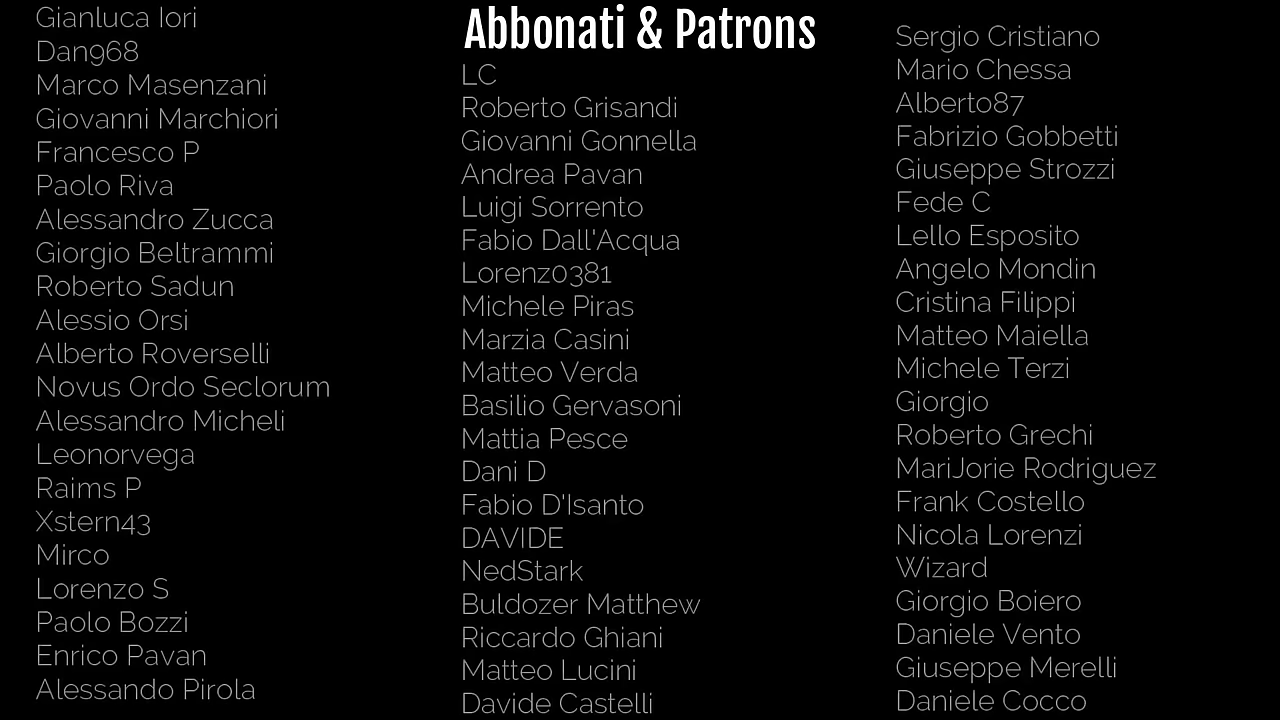 Abbonati & Patrons
Gianluca Iori
Dan968
Marco Masenzani
Giovanni Marchiori
Francesco P
Paolo Riva
Alessandro Zucca
Giorgio Beltrammi
Roberto Sadun
Alessio Orsi
Alberto Roverselli
Novus Ordo Seclorum
Alessandro Micheli
Leonorvega
Raims P
Xstern43
Mirco
Lorenzo S
Paolo Bozzi
Enrico Pavan
Alessando Pirola
LC
Roberto Grisandi
Giovanni Gonnella
Andrea Pavan
Luigi Sorrento
Fabio Dall'Acqua
Lorenz0381
Michele Piras
Marzia Casini
Matteo Verda
Basilio Gervasoni
Mattia Pesce
Dani D
Fabio D'Isanto
DAVIDE
NedStark
Buldozer Matthew
Riccardo Ghiani
Matteo Lucini
Davide Castelli
Sergio Cristiano
Mario Chessa
Alberto87
Fabrizio Gobbetti
Giuseppe Strozzi
Fede C
Lello Esposito
Angelo Mondin
Cristina Filippi
Matteo Maiella
Michele Terzi
Giorgio
Roberto Grechi
MariJorie Rodriguez
Frank Costello
Nicola Lorenzi
Wizard
Giorgio Boiero
Daniele Vento
Giuseppe Merelli
Daniele Cocco